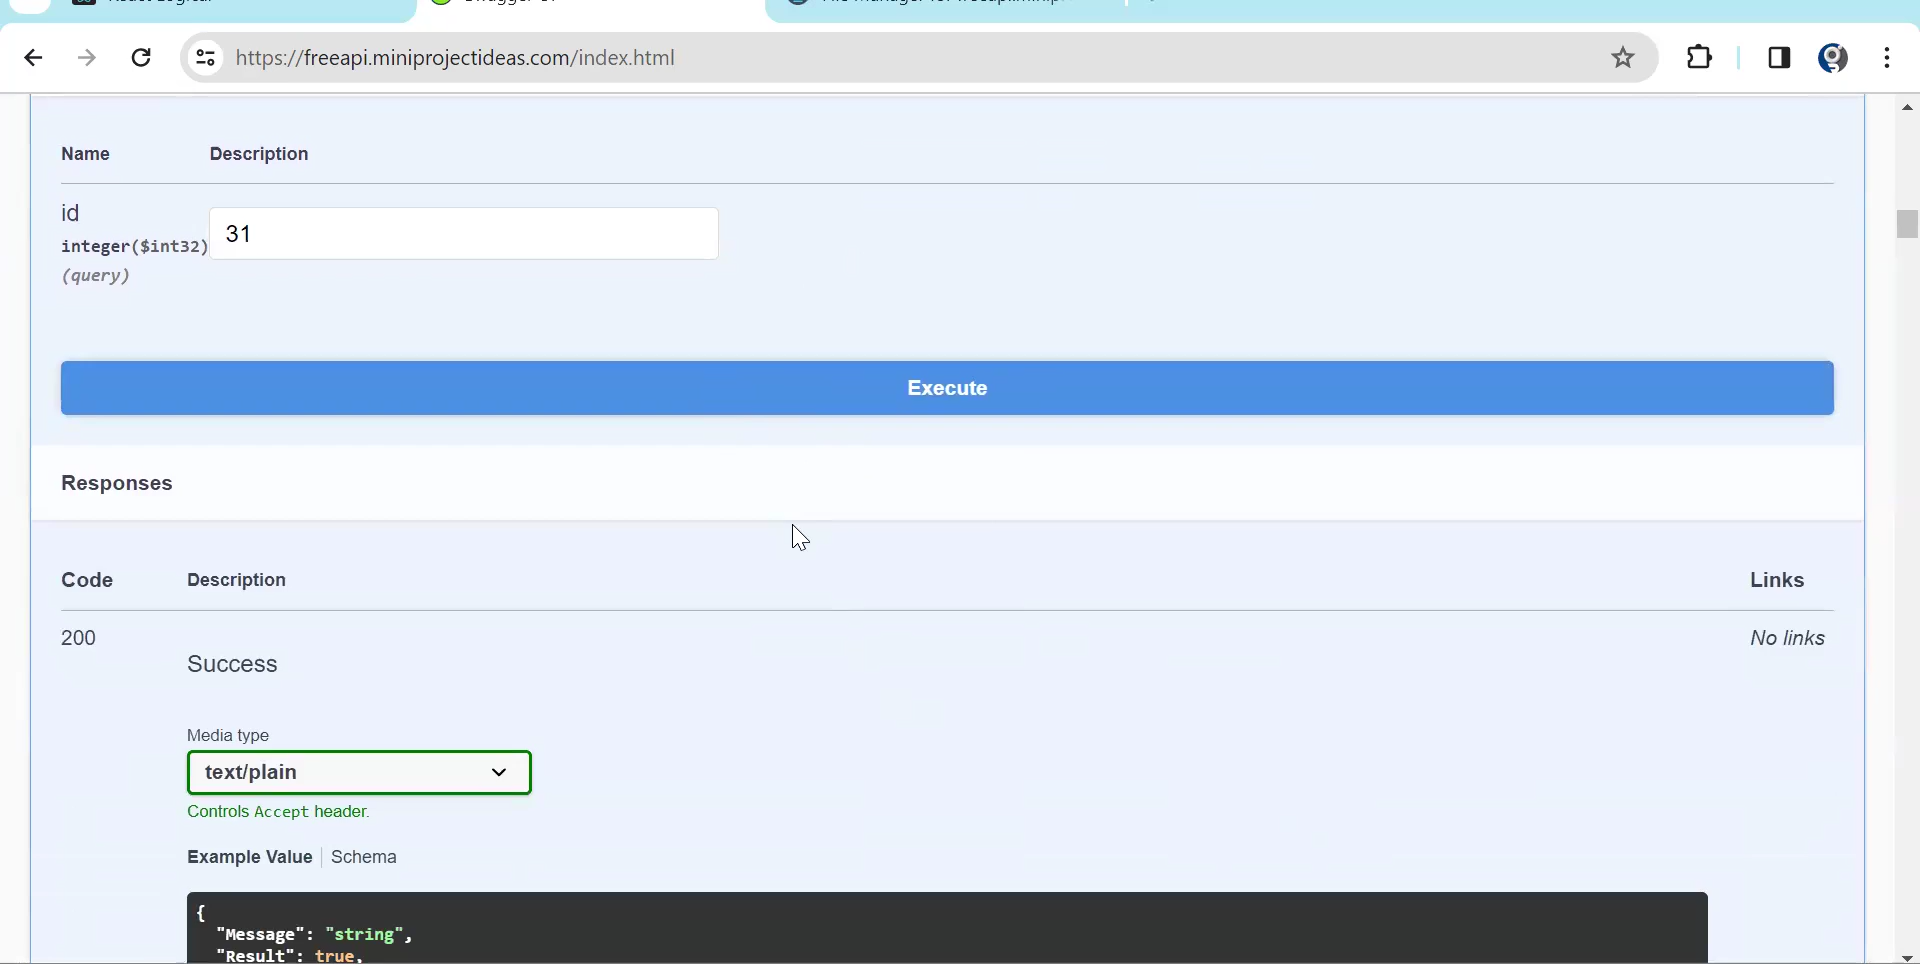 https://freeapi.miniprojectideas.com/index.html
Name Description
id
integer($int32)
(query)
31
Execute
Responses
Code Description Links
200 No links
Success
Media type
text/plain
Controls Accept header.
Example Value Schema
{
"Message": "string",
"Result": true,